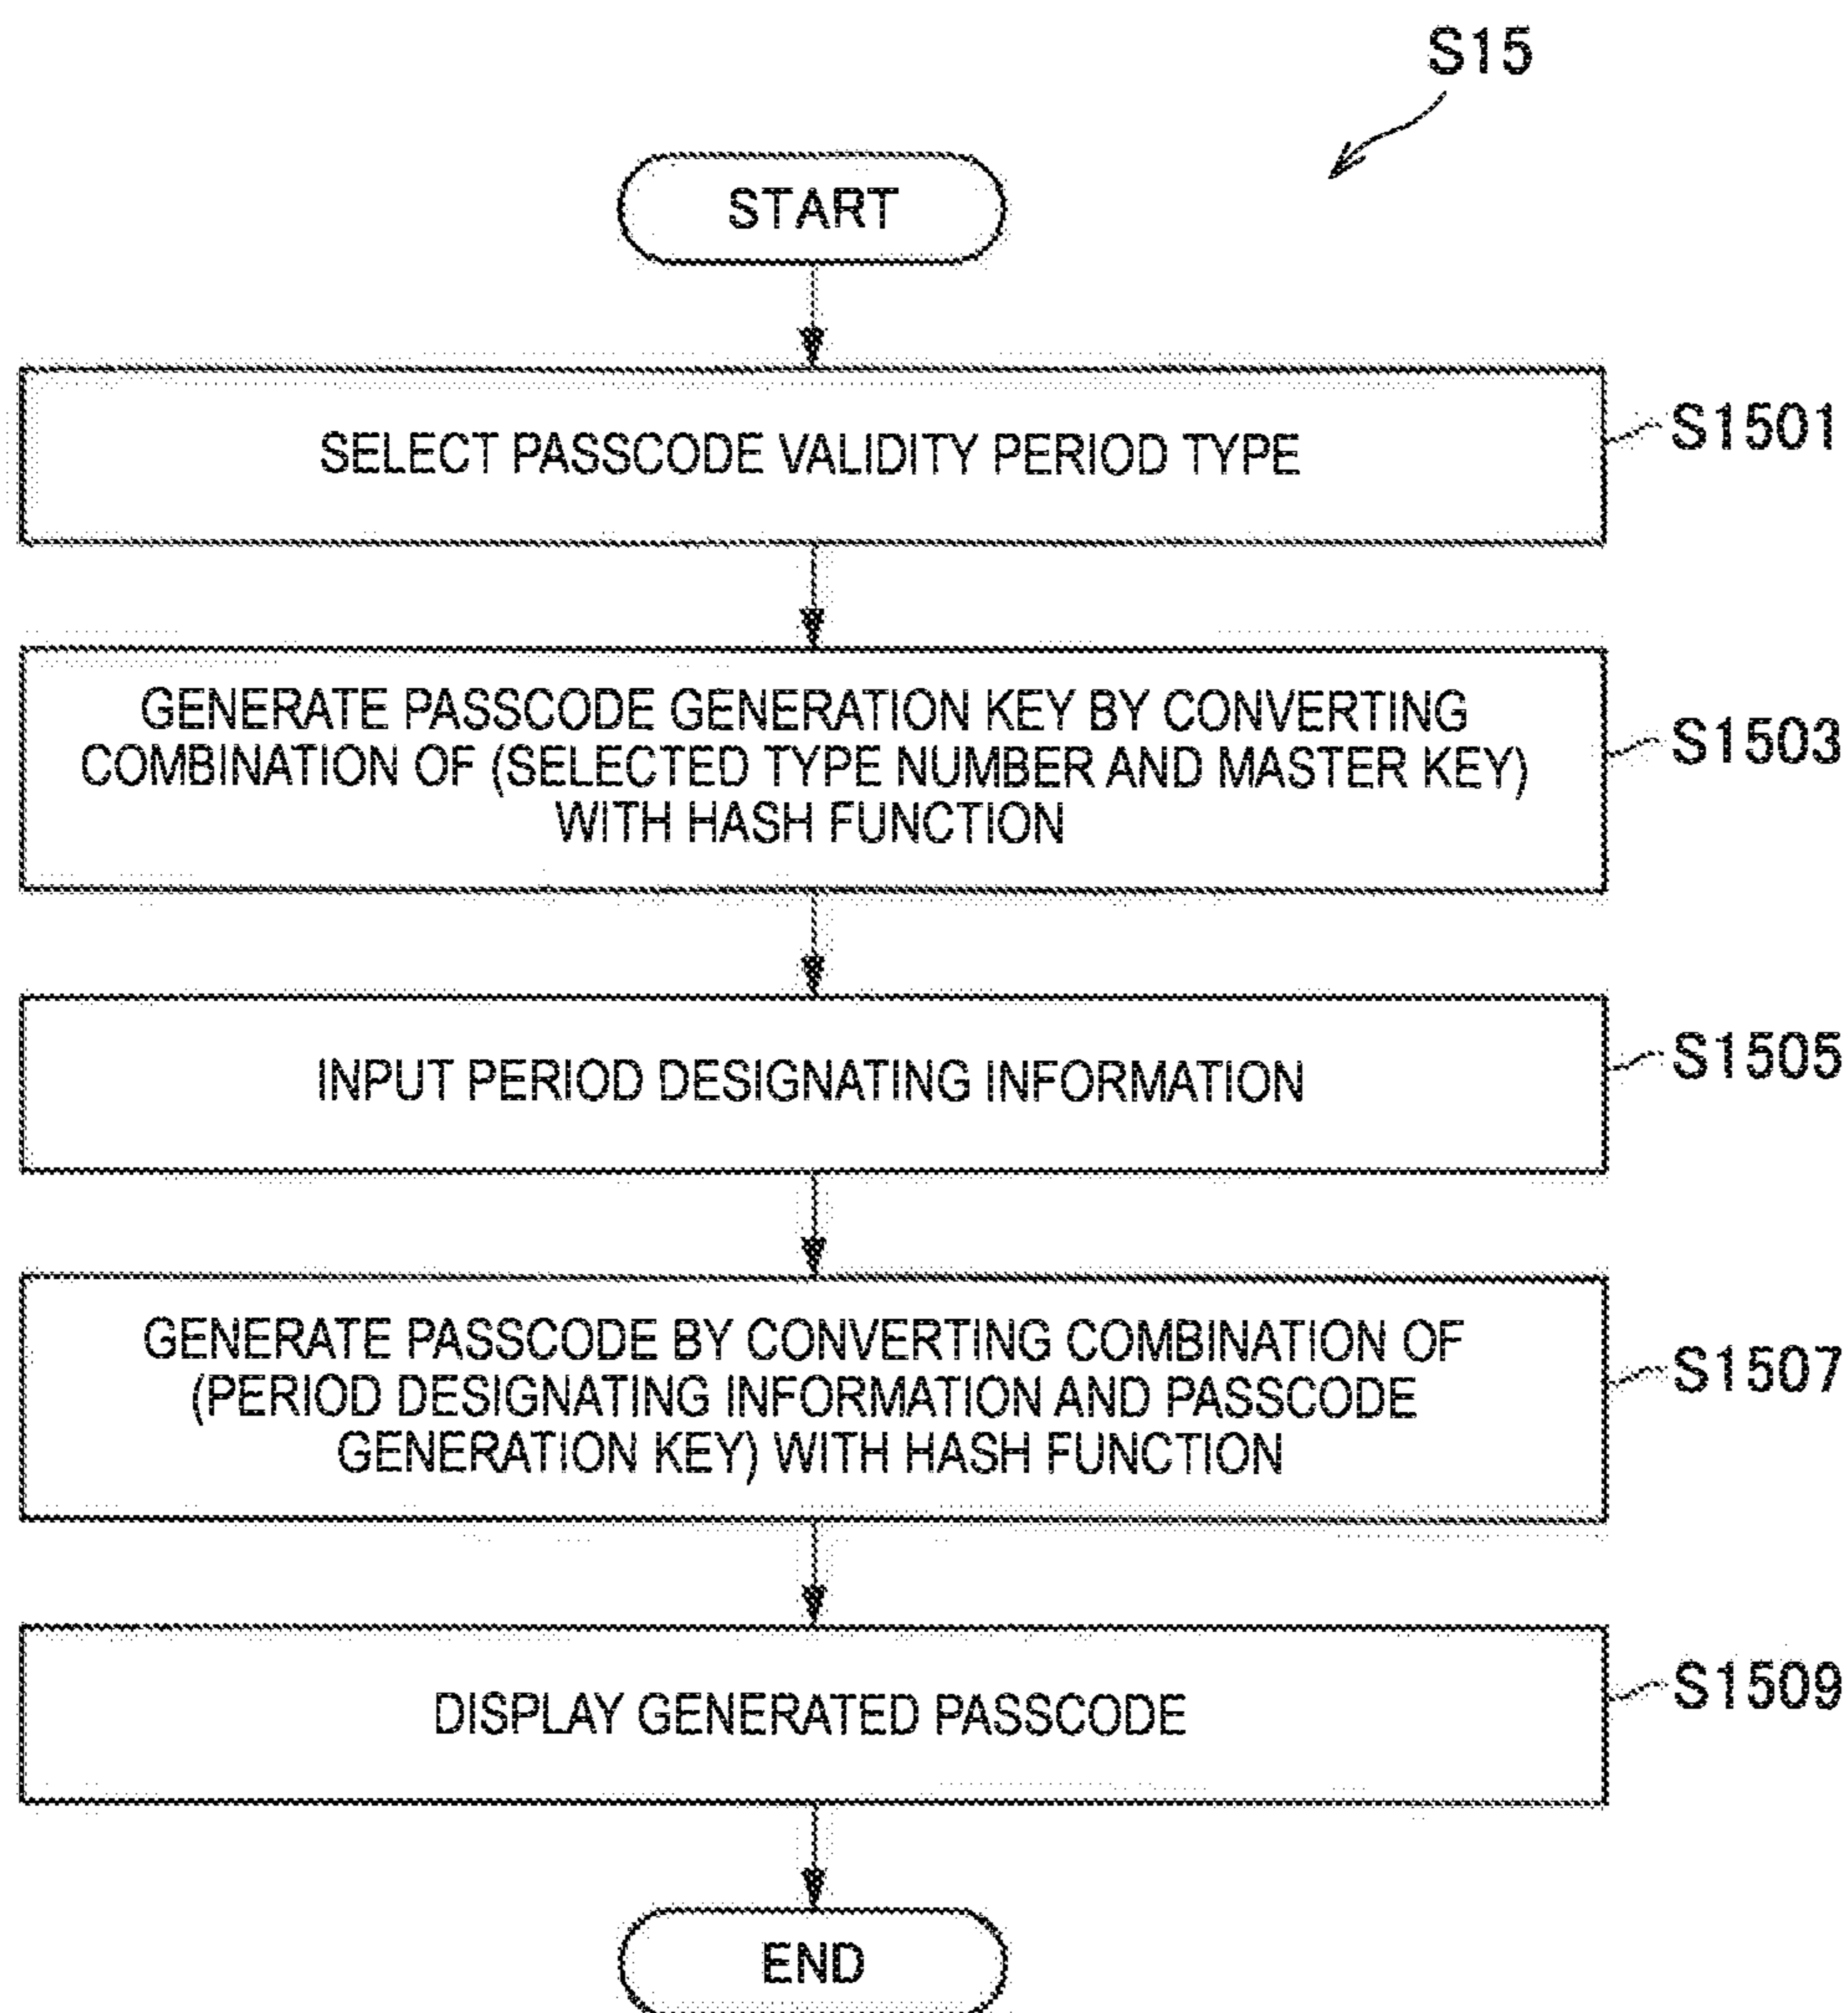 S15
START
SELECT PASSCODE VALIDITY PERIOD TYPE
S1501
GENERATE PASSCODE GENERATION KEY BY CONVERTING
COMBINATION OF (SELECTED TYPE NUMBER AND MASTER KEY)
WITH HASH FUNCTION
S1503
INPUT PERIOD DESIGNATING INFORMATION
S1505
GENERATE PASSCODE BY CONVERTING COMBINATION OF
(PERIOD DESIGNATING INFORMATION AND PASSCODE
GENERATION KEY) WITH HASH FUNCTION
S1507
DISPLAY GENERATED PASSCODE
S1509
END